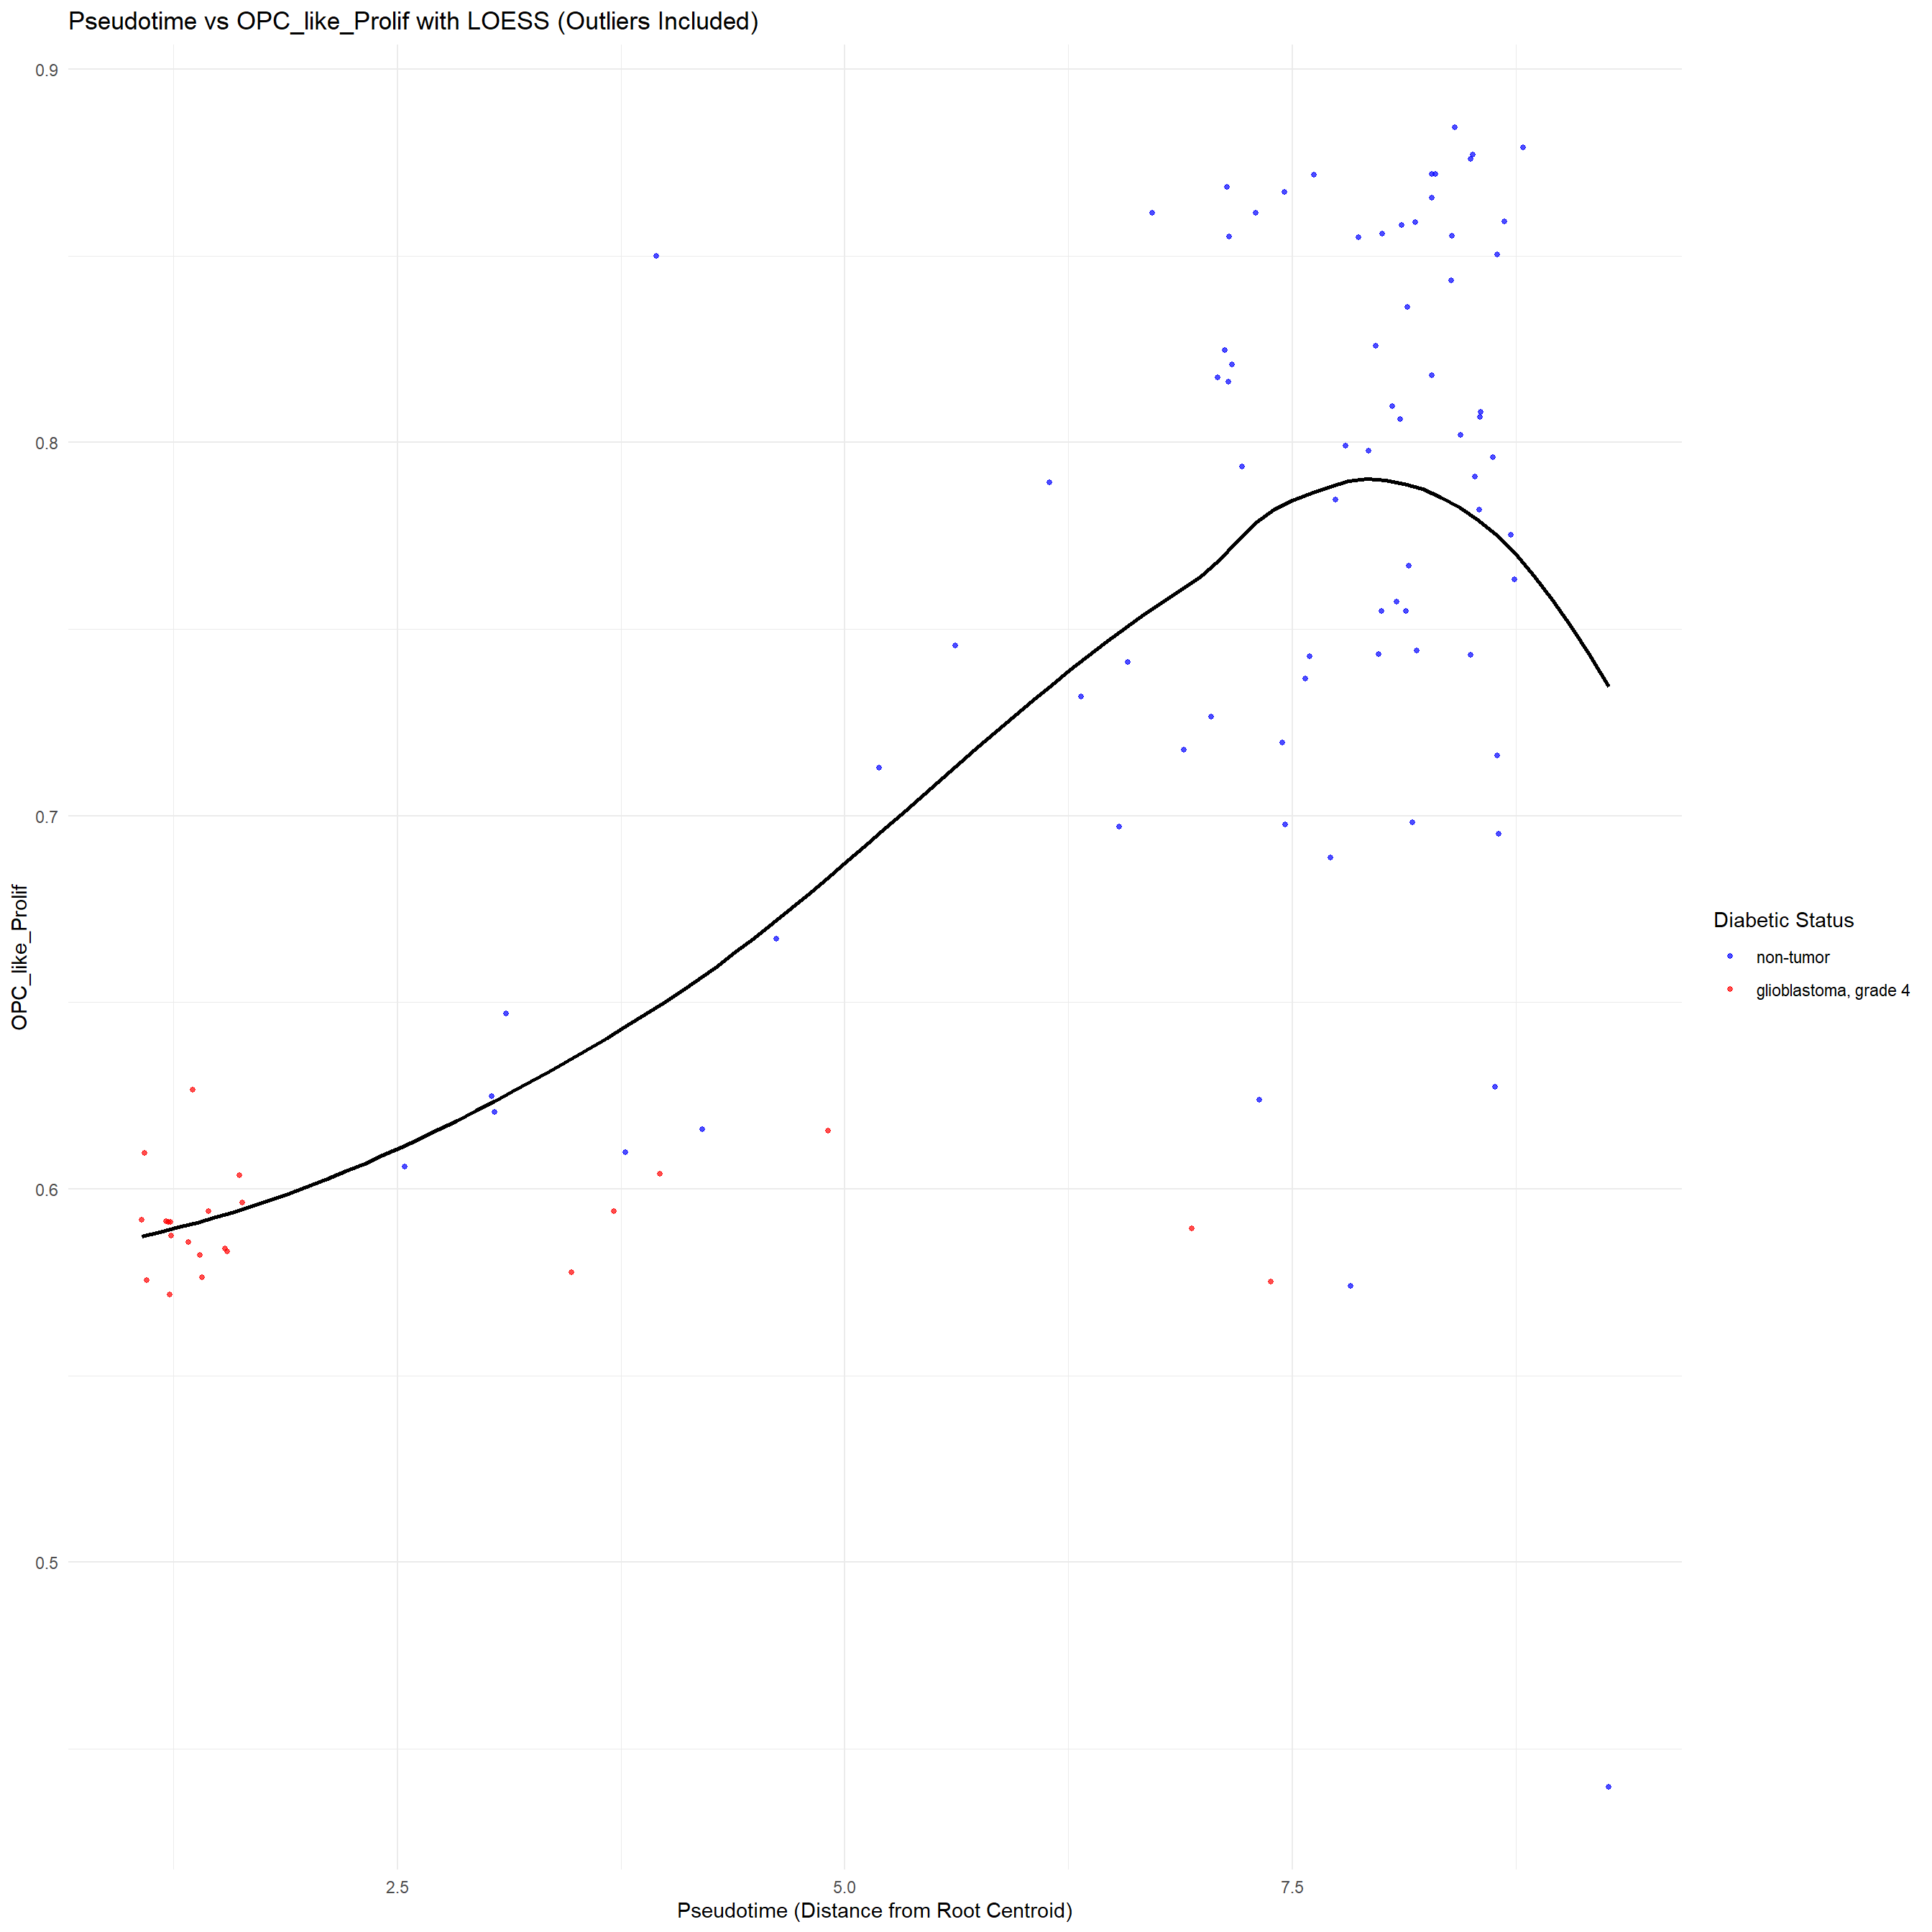 Pseudotime vs OPC_like_Prolif with LOESS (Outliers Included)
0.9
0.8
0.7
0.6
0.5
OPC_like_Prolif
2.5
5.0
7.5
Pseudotime (Distance from Root Centroid)
Diabetic Status
non-tumor
glioblastoma, grade 4